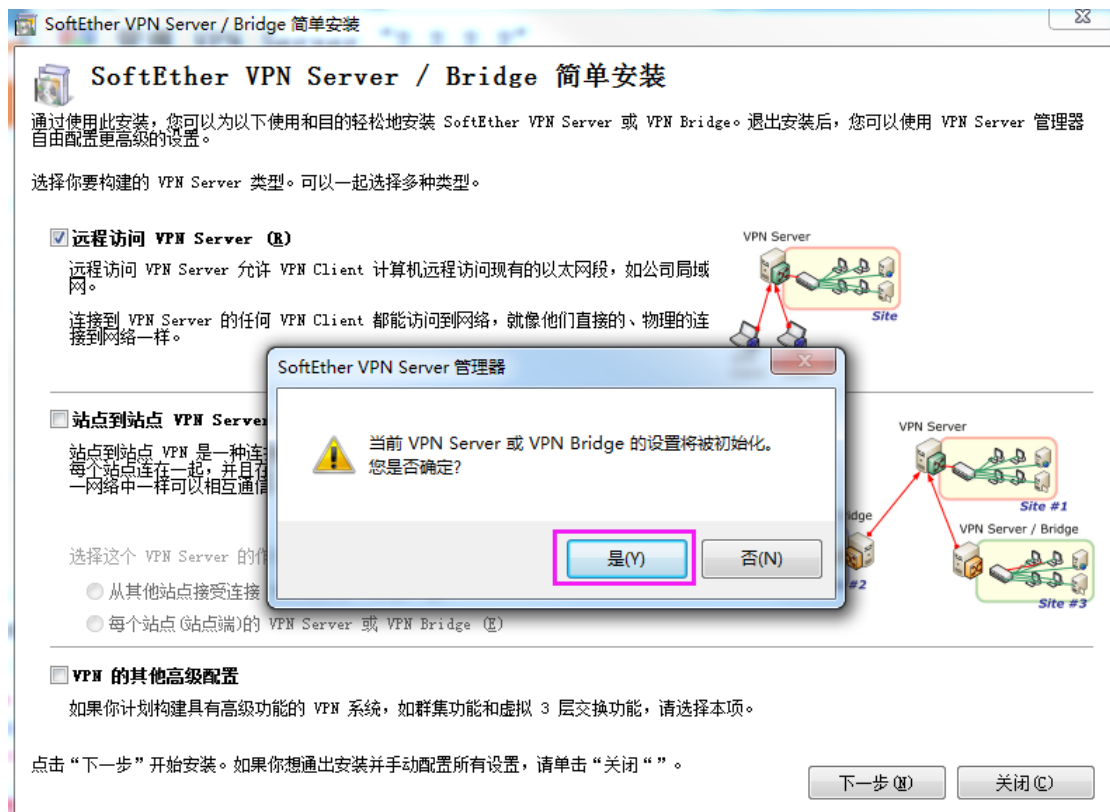 SoftEther VPN Server / Bridge 简单安装
SoftEther VPN Server / Bridge 简单安装
通过使用此安装，您可以为以下使用和目的轻松地安装 SoftEther VPN Server 或 VPN Bridge。退出安装后，您可以使用 VPN Server 管理器
自由配置更高级的设置。
选择你要构建的 VPN Server 类型。可以一起选择多种类型。
远程访问 VPN Server (R)
远程访问 VPN Server 允许 VPN Client 计算机远程访问现有的以太网段，如公司局域
网。
连接到 VPN Server 的任何 VPN Client 都能访问到网络，就像他们直接的、物理的连
接到网络一样。
VPN Server
Site
SoftEther VPN Server 管理器
当前 VPN Server 或 VPN Bridge 的设置将被初始化。
您是否确定?
是(Y)
否(N)
站点到站点 VPN Server
站点到站点 VPN 是一种连
每个站点连在一起，并且在
一网络中一样可以相互通信
VPN Server
Site #1
idge
VPN Server / Bridge
#2
Site #3
选择这个 VPN Server 的作
从其他站点接受连接
每个站点(站点端)的 VPN Server 或 VPN Bridge (E)
VPN 的其他高级配置
如果你计划构建具有高级功能的 VPN 系统，如群集功能和虚拟 3 层交换功能，请选择本项。
点击“下一步”开始安装。如果你想通出安装并手动配置所有设置，请单击“关闭“”。
下一步(N)
关闭(C)